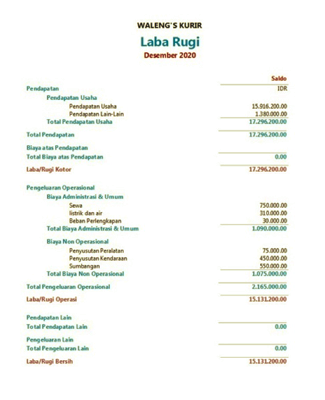 WALENG'S KURIR
Laba Rugi
Desember 2020
Saldo
Pendapatan IDR
Pendapatan Usaha
Pendapatan Usaha 15.916.200.00
Pendapatan Lain-Lain 1.380.000.00
Total Pendapatan Usaha 17.296.200.00
Total Pendapatan 17.296.200.00
Biaya atas Pendapatan
Total Biaya atas Pendapatan 0.00
Laba/Rugi Kotor 17.296.200.00
Pengeluaran Operasional
Biaya Administrasi & Umum
Sewa 750.000.00
listrik dan air 310.000.00
Beban Perlengkapan 30.000.00
Total Biaya Administrasi & Umum 1.090.000.00
Biaya Non Operasional
Penyusutan Peralatan 75.000.00
Penyusutan Kendaraan 450.000.00
Sumbangan 550.000.00
Total Biaya Non Operasional 1.075.000.00
Total Pengeluaran Operasional 2.165.000.00
Laba/Rugi Operasi 15.131.200.00
Pendapatan Lain
Total Pendapatan Lain 0.00
Pengeluaran Lain
Total Pengeluaran Lain 0.00
Laba/Rugi Bersih 15.131.200.00